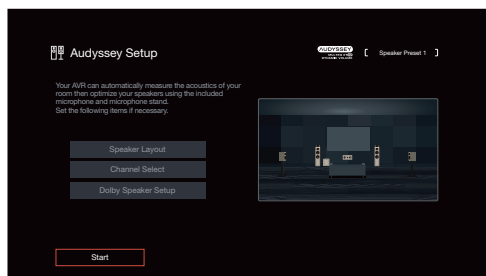 Audyssey Setup
AUDYSSEY
DYNAMIC VOLUME
Speaker Preset 1
Your AVR can automatically measure the acoustics of your
room then optimize your speakers using the included
microphone and microphone stand.
Set the following items if necessary.
Speaker Layout
Channel Select
Dolby Speaker Setup
Start